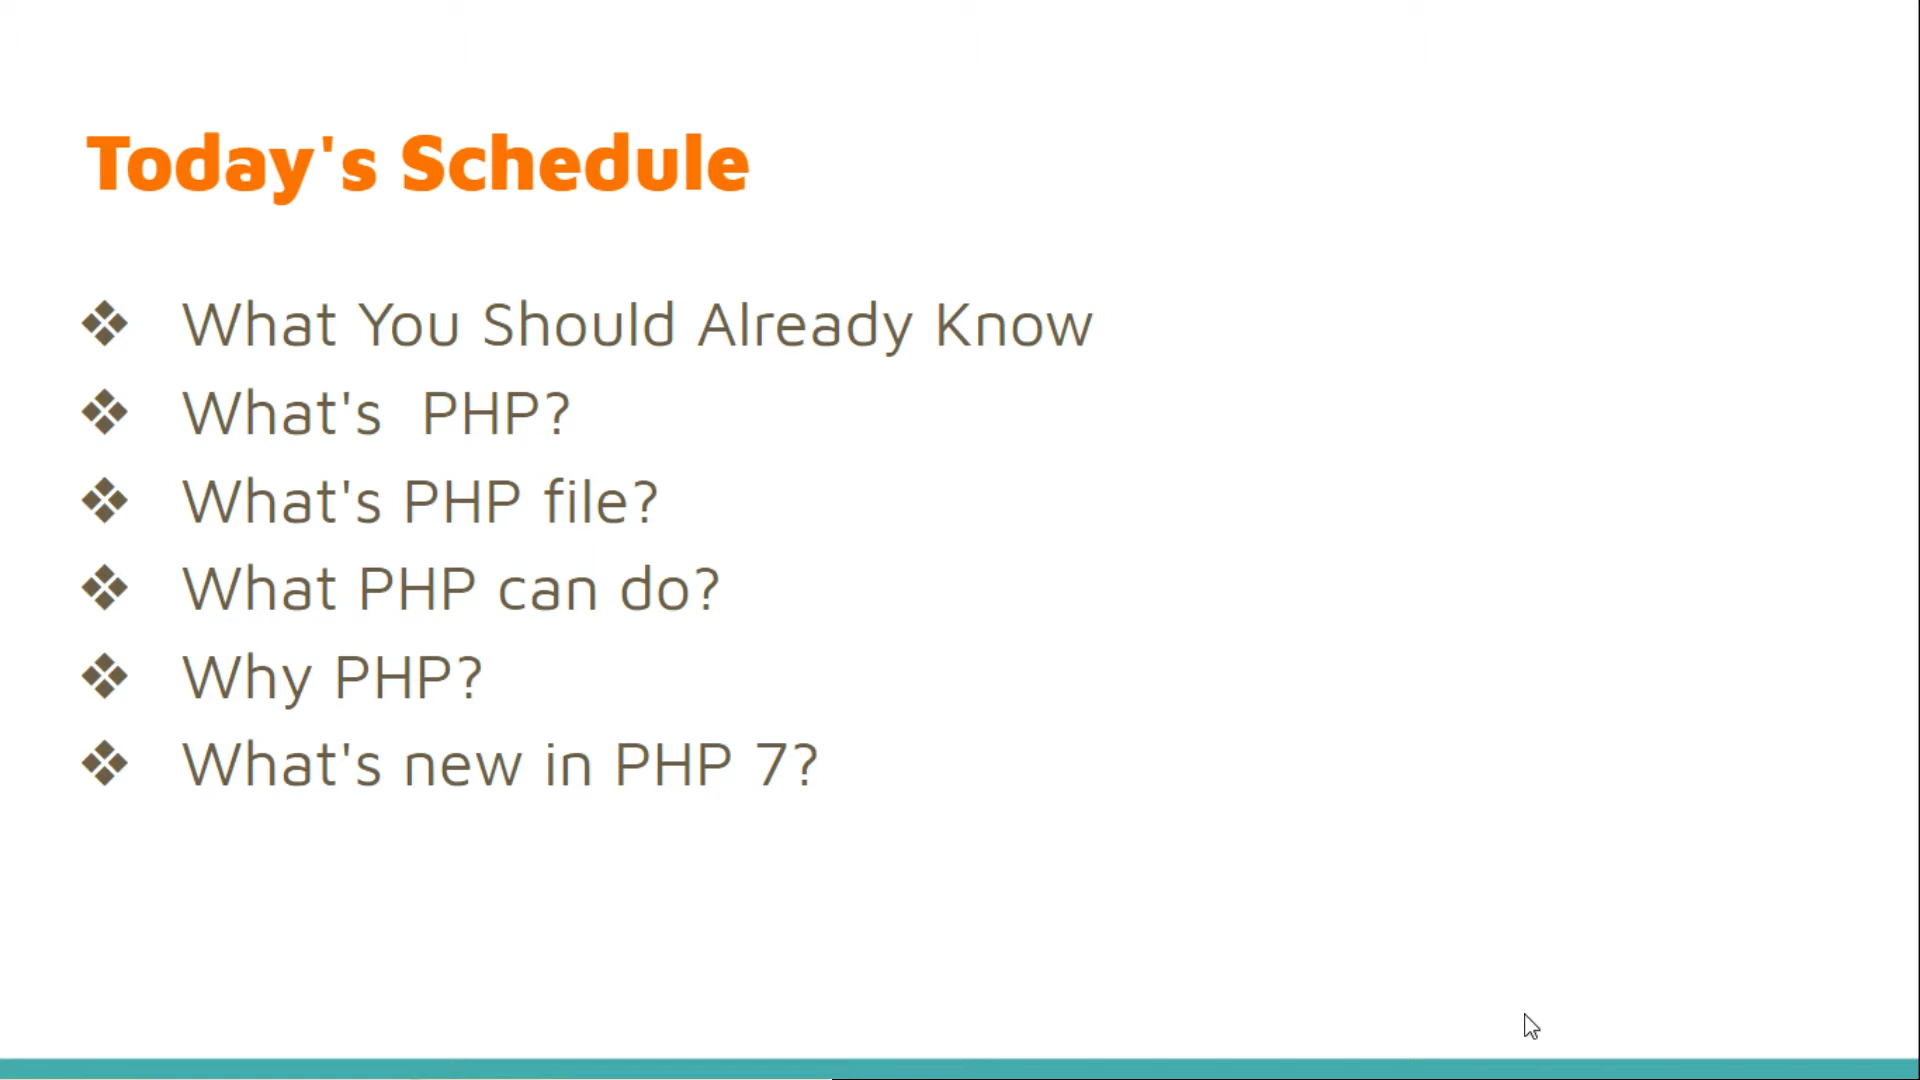 Today's Schedule
❖ What You Should Already Know
❖ What's  PHP?
❖ What's PHP file?
❖ What PHP can do?
❖ Why PHP?
❖ What's new in PHP 7?